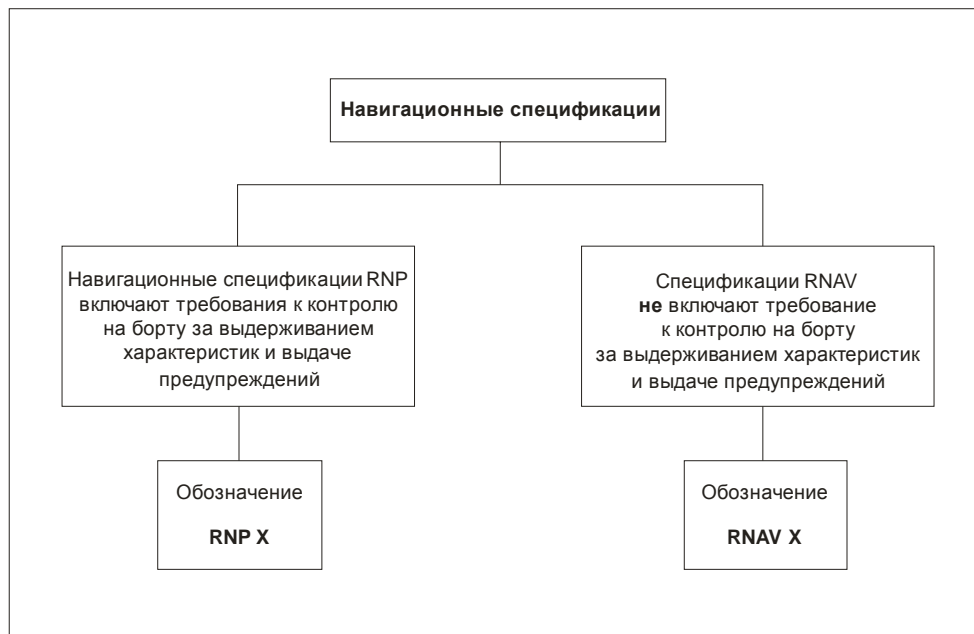 Навигационные спецификации
Навигационные спецификации RNP
включают требования к контролю
на борту за выдерживанием
характеристик и выдаче
предупреждений
Спецификации RNAV
не включают требование
к контролю на борту
за выдерживанием характеристик
и выдаче предупреждений
Обозначение
RNP X
Обозначение
RNAV X